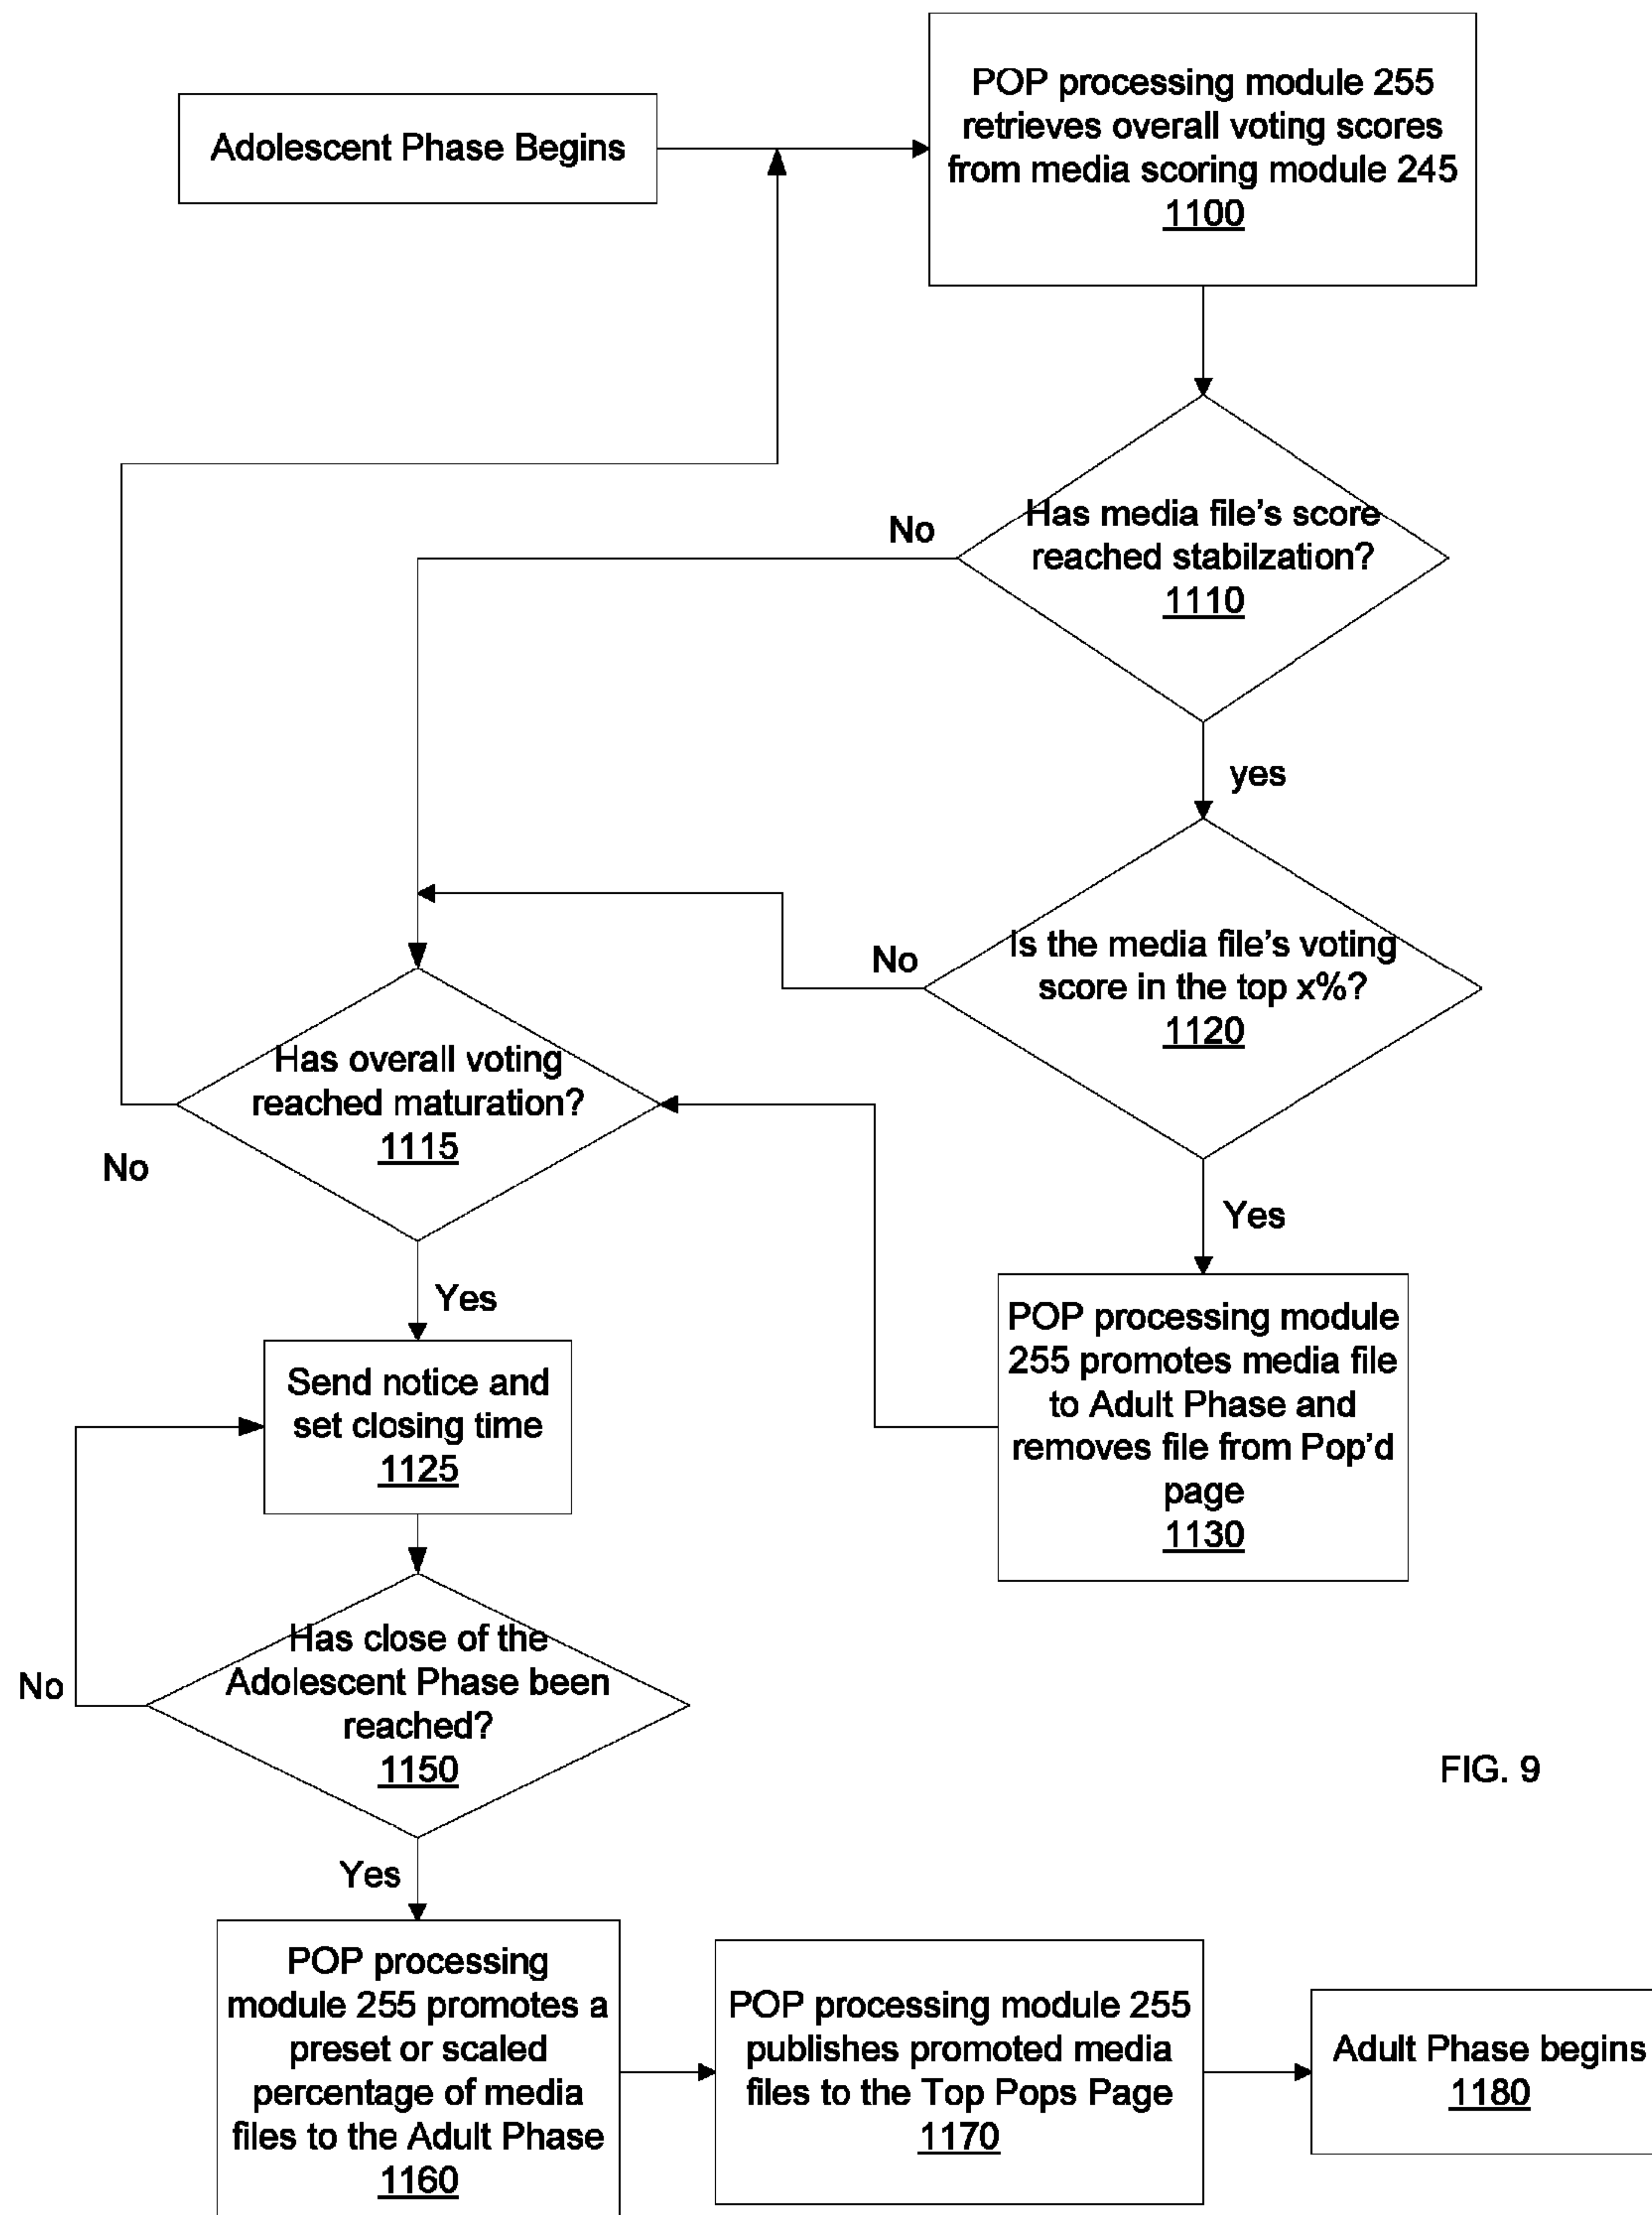 Adolescent Phase Begins
POP processing module 255
retrieves overall voting scores
from media scoring module 245
1100
Has media file's score
reached stabilzation?
1110
No
yes
Is the media file's voting
score in the top x%?
1120
No
Has overall voting
reached maturation?
1115
No
Yes
Yes
POP processing module
255 promotes media file
to Adult Phase and
removes file from Pop'd
page
1130
Send notice and
set closing time
1125
Has close of the
Adolescent Phase been
reached?
1150
No
FIG. 9
Yes
POP processing
module 255 promotes a
preset or scaled
percentage of media
files to the Adult Phase
1160
POP processing module 255
publishes promoted media
files to the Top Pops Page
1170
Adult Phase begins
1180